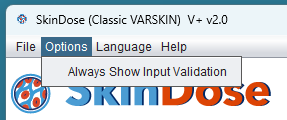 SkinDose (Classic VARSKIN) V+ v2.0
File Options Language Help
Always Show Input Validation
SkinDose